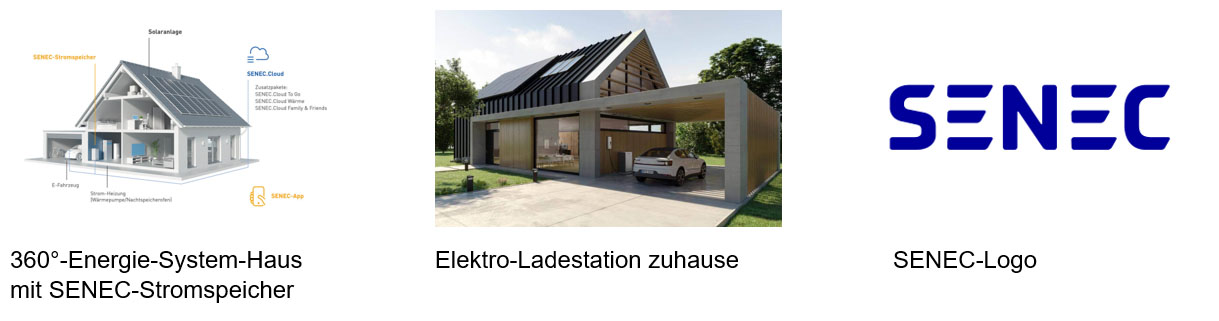 Solaranlage
SENEC-Stromspeicher
SENEC.Cloud
Zusatzpakete:
SENEC.Cloud To Go
SENEC.Cloud Wärme
SENEC.Cloud Family & Friends
E-Fahrzeug
Strom-Heizung
(Wärmepumpe/Nachtspeicherofen)
SENEC-App
SENEC
360°-Energie-System-Haus
mit SENEC-Stromspeicher
Elektro-Ladestation zuhause
SENEC-Logo